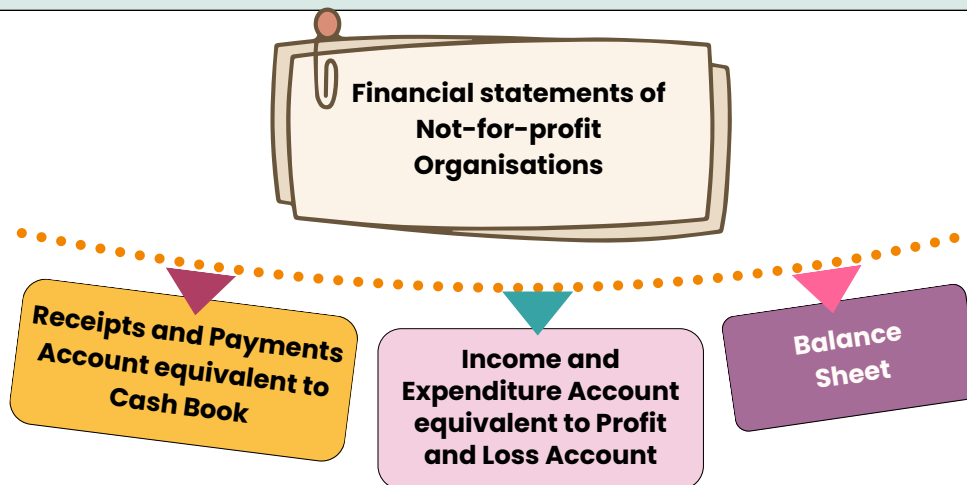 Financial statements of
Not-for-profit
Organisations
Receipts and Payments
Account equivalent to
Cash Book
Income and
Expenditure Account
equivalent to Profit
and Loss Account
Balance
Sheet